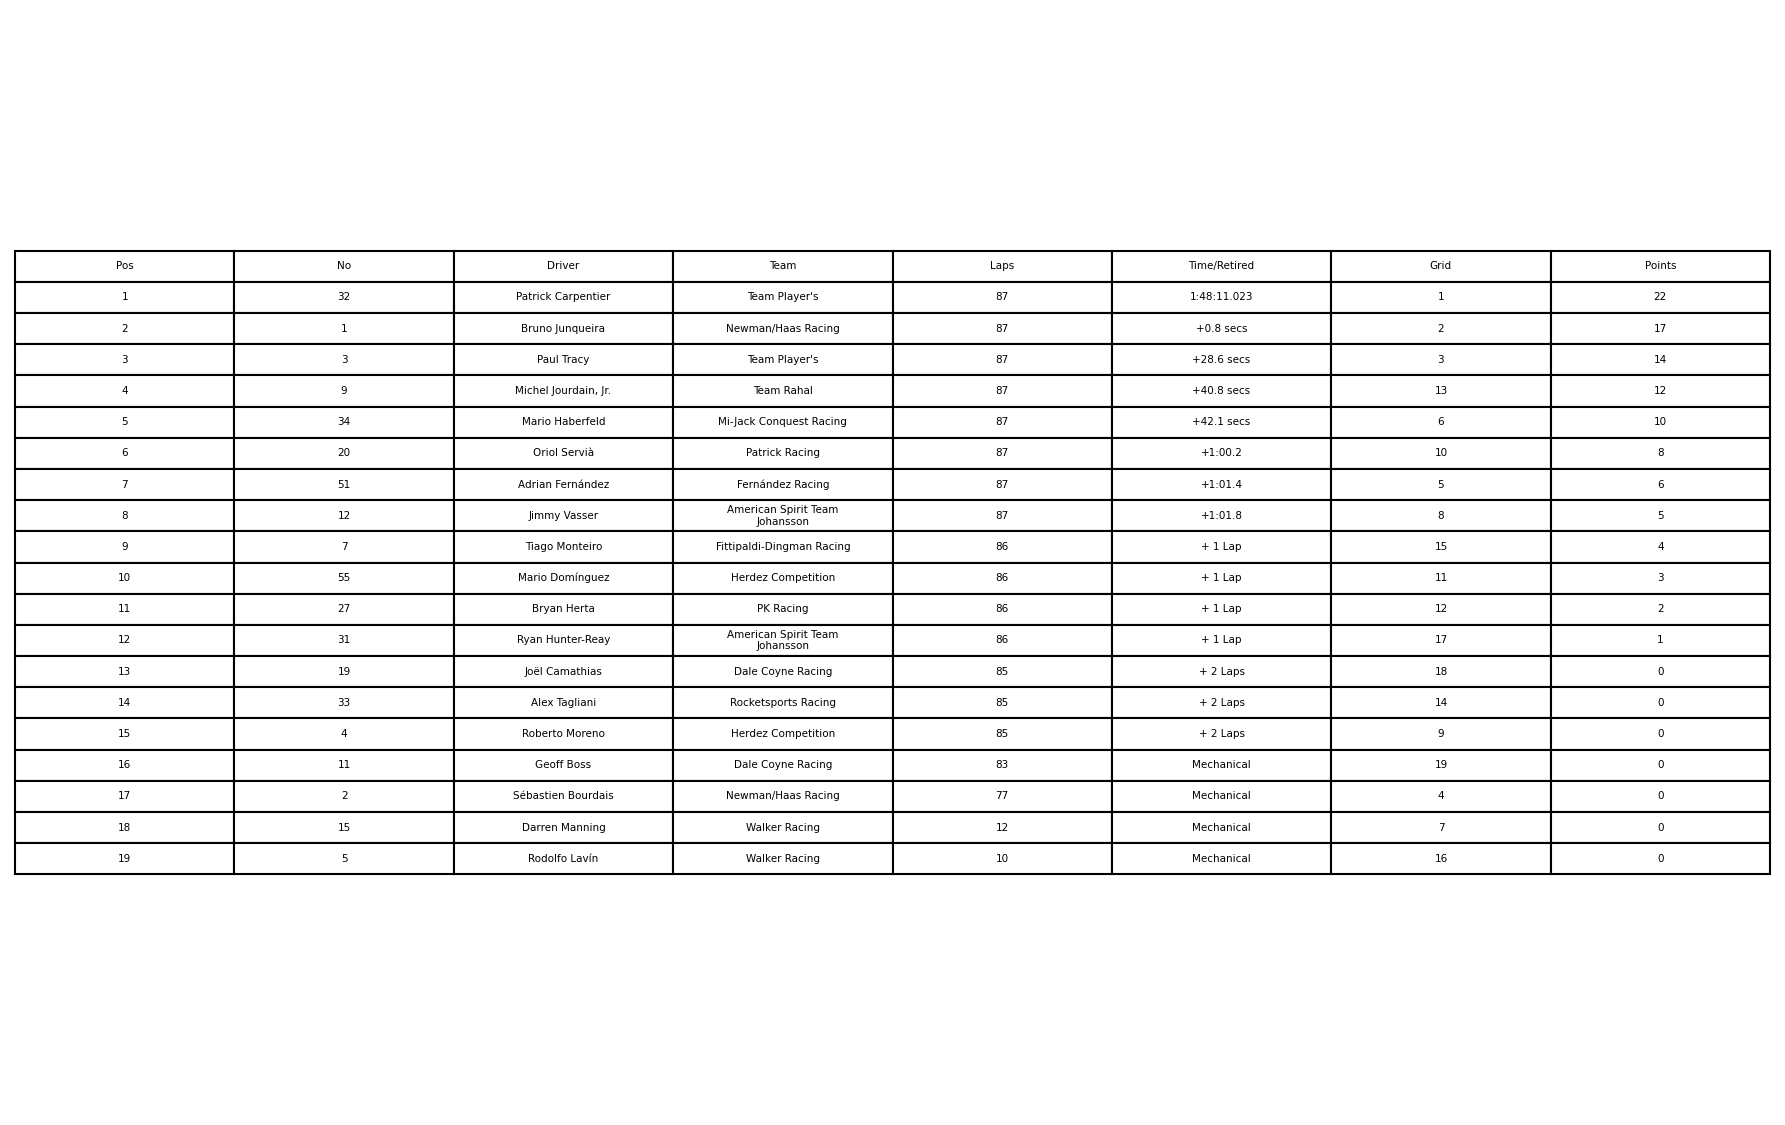 Pos No Driver Team Laps Time/Retired Grid Points
1 32 Patrick Carpentier Team Player's 87 1:48:11.023 1 22
2 1 Bruno Junqueira Newman/Haas Racing 87 +0.8 secs 2 17
3 3 Paul Tracy Team Player's 87 +28.6 secs 3 14
4 9 Michel Jourdain, Jr. Team Rahal 87 +40.8 secs 13 12
5 34 Mario Haberfeld Mi-Jack Conquest Racing 87 +42.1 secs 6 10
6 20 Oriol Servià Patrick Racing 87 +1:00.2 10 8
7 51 Adrian Fernández Fernández Racing 87 +1:01.4 5 6
8 12 Jimmy Vasser American Spirit Team
Johansson 87 +1:01.8 8 5
9 7 Tiago Monteiro Fittipaldi-Dingman Racing 86 + 1 Lap 15 4
10 55 Mario Domínguez Herdez Competition 86 + 1 Lap 11 3
11 27 Bryan Herta PK Racing 86 + 1 Lap 12 2
12 31 Ryan Hunter-Reay American Spirit Team
Johansson 86 + 1 Lap 17 1
13 19 Joël Camathias Dale Coyne Racing 85 + 2 Laps 18 0
14 33 Alex Tagliani Rocketsports Racing 85 + 2 Laps 14 0
15 4 Roberto Moreno Herdez Competition 85 + 2 Laps 9 0
16 11 Geoff Boss Dale Coyne Racing 83 Mechanical 19 0
17 2 Sébastien Bourdais Newman/Haas Racing 77 Mechanical 4 0
18 15 Darren Manning Walker Racing 12 Mechanical 7 0
19 5 Rodolfo Lavín Walker Racing 10 Mechanical 16 0